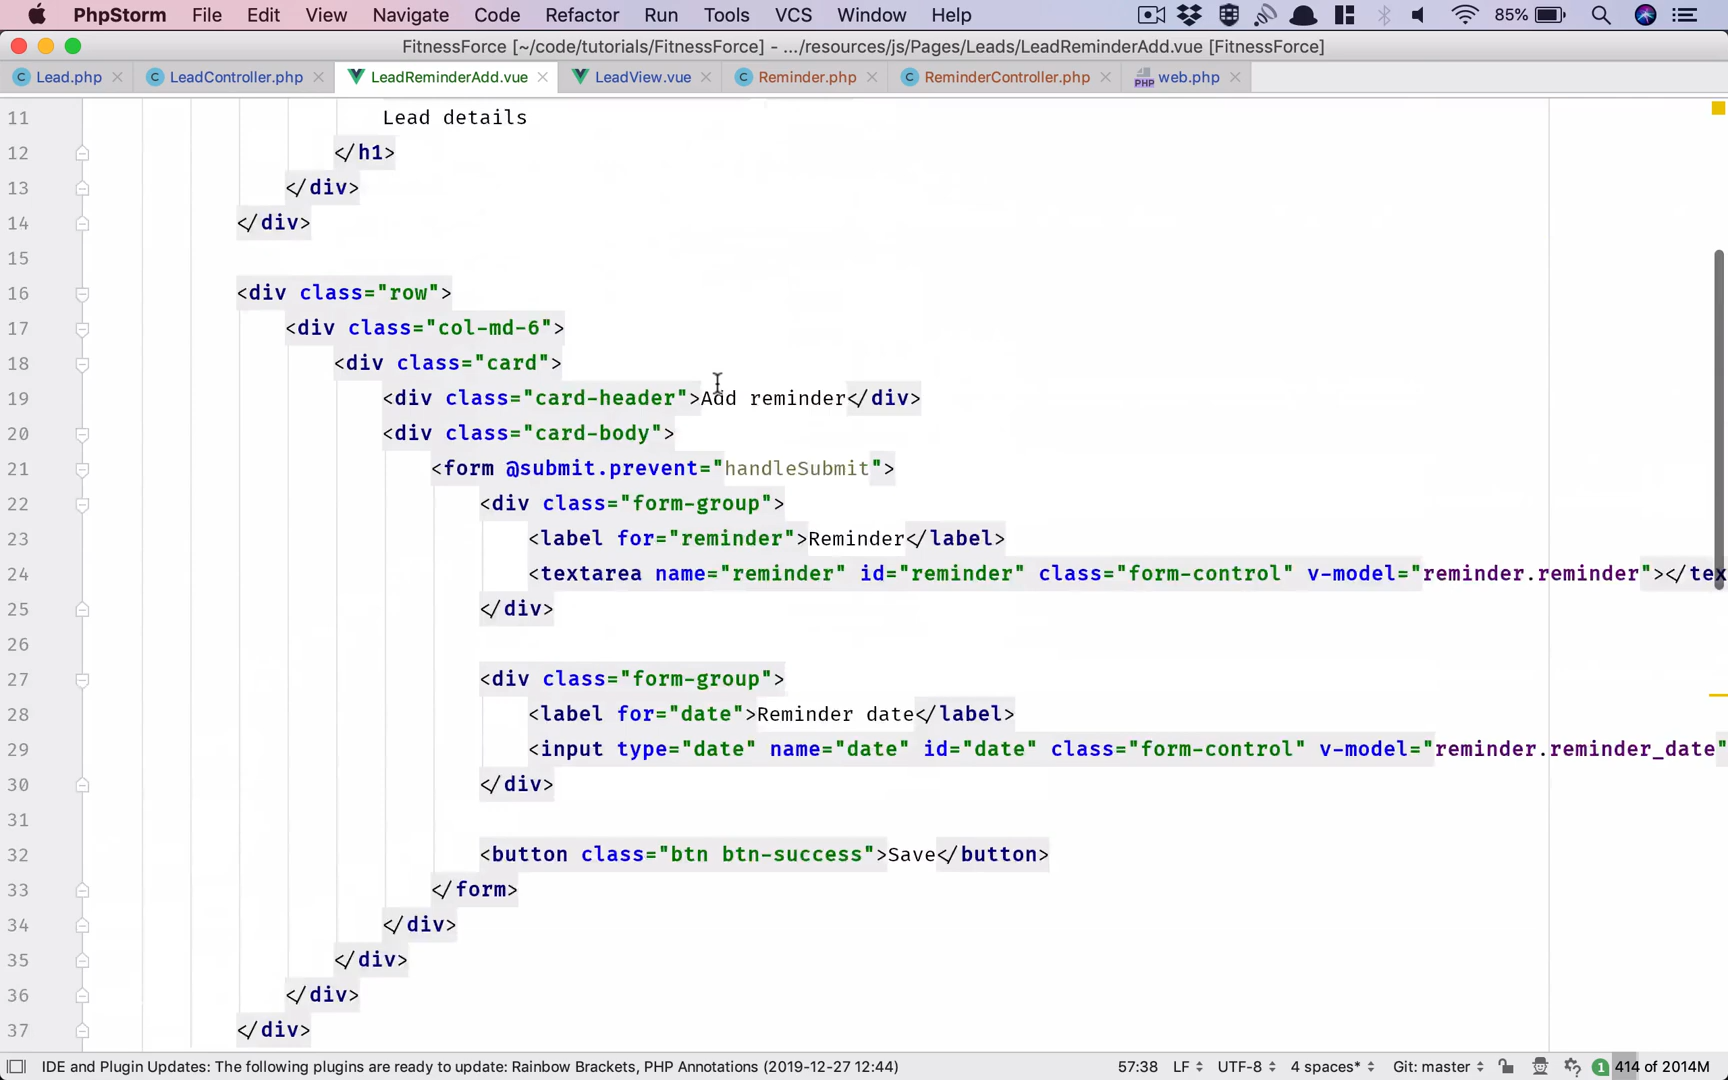 PhpStorm File Edit View Navigate Code Refactor Run Tools VCS Window Help 85%
FitnessForce [~/code/tutorials/FitnessForce] - .../resources/js/Pages/Leads/LeadReminderAdd.vue [FitnessForce]
Lead.php LeadController.php LeadReminderAdd.vue LeadView.vue Reminder.php ReminderController.php web.php
11 Lead details
12 </h1>
13 </div>
14 </div>
15
16 <div class="row">
17 <div class="col-md-6">
18 <div class="card">
19 <div class="card-header">Add reminder</div>
20 <div class="card-body">
21 <form @submit.prevent="handleSubmit">
22 <div class="form-group">
23 <label for="reminder">Reminder</label>
24 <textarea name="reminder" id="reminder" class="form-control" v-model="reminder.reminder"></tex
25 </div>
26
27 <div class="form-group">
28 <label for="date">Reminder date</label>
29 <input type="date" name="date" id="date" class="form-control" v-model="reminder.reminder_date"
30 </div>
31
32 <button class="btn btn-success">Save</button>
33 </form>
34 </div>
35 </div>
36 </div>
37 </div>
IDE and Plugin Updates: The following plugins are ready to update: Rainbow Brackets, PHP Annotations (2019-12-27 12:44) 57:38 LF UTF-8 4 spaces* Git: master 1 414 of 2014M